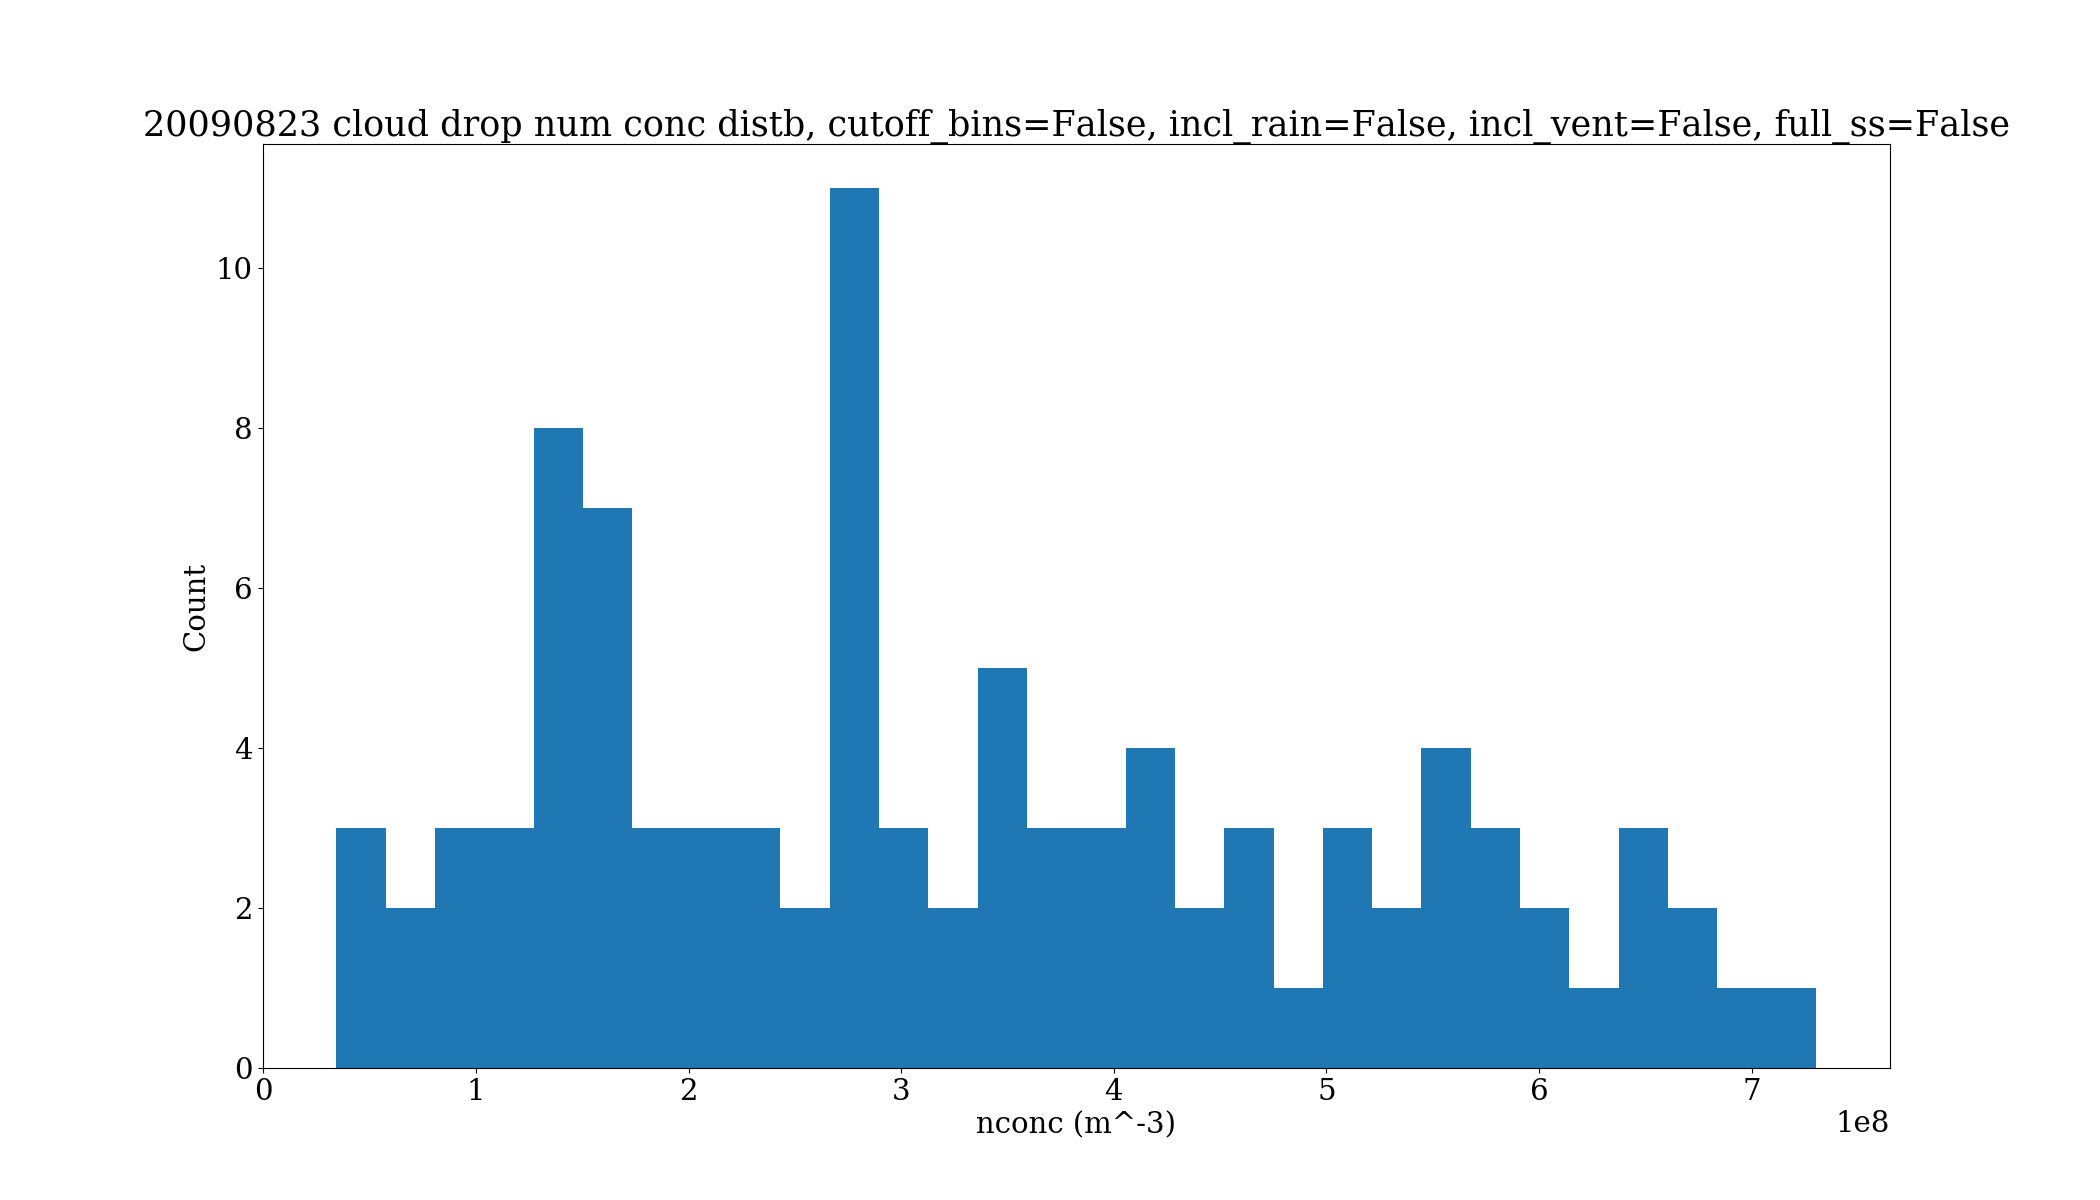 20090823 cloud drop num conc distb, cutoff_bins=False, incl_rain=False, incl_vent=False, full_ss=False
10
8
6
4
2
0
Count
0 1 2 3 4 5 6 7
nconc (m^-3)
1e8